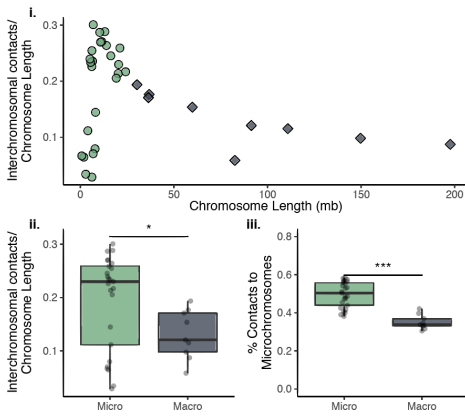 i.
Interchromosomal contacts/
Chromosome Length
0.3
0.2
0.1
0
50
100
150
200
Chromosome Length (mb)
ii.
Interchromosomal contacts/
Chromosome Length
0.3
0.2
0.1
*
Micro
Macro
iii.
% Contacts to
Microchromosomes
0.8
0.6
0.4
0.2
0.0
***
Micro
Macro